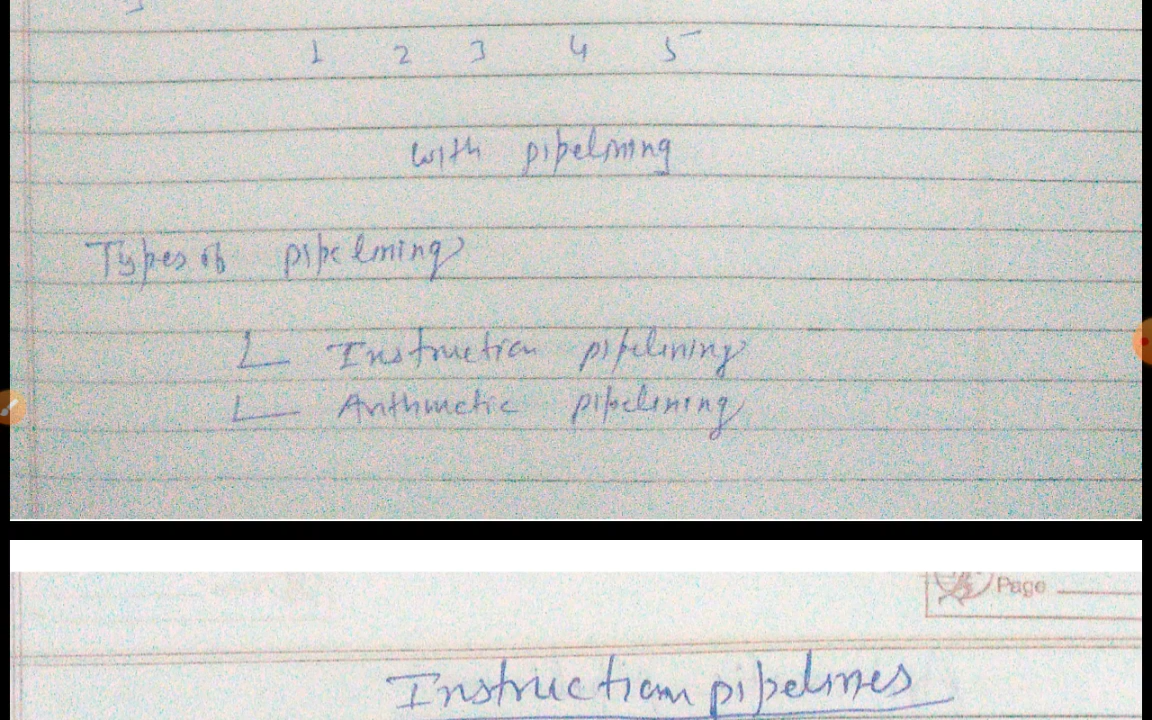 1 2 3 4 5
with pipelining
Types of pipelining
Instruction pipelining
Arithmetic pipelining
Page
Instruction pipelines